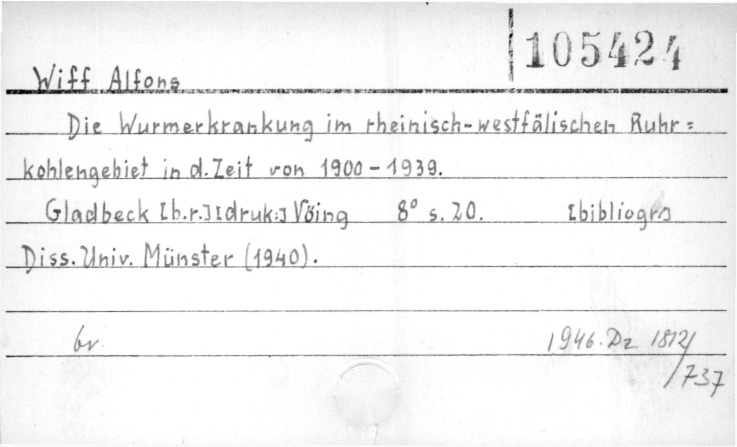 105424
Wiff Alfons
Die Wurmerkrankung im rheinisch-westfälischen Ruhr=
kohlengebiet in d. Zeit von 1900-1939.
Gladbeck [b.r.] [druk:] Vöing 8° s. 20. [bibliogr.]
Diss. Univ. Münster (1940).
br. 1946. Dz 1812/
737